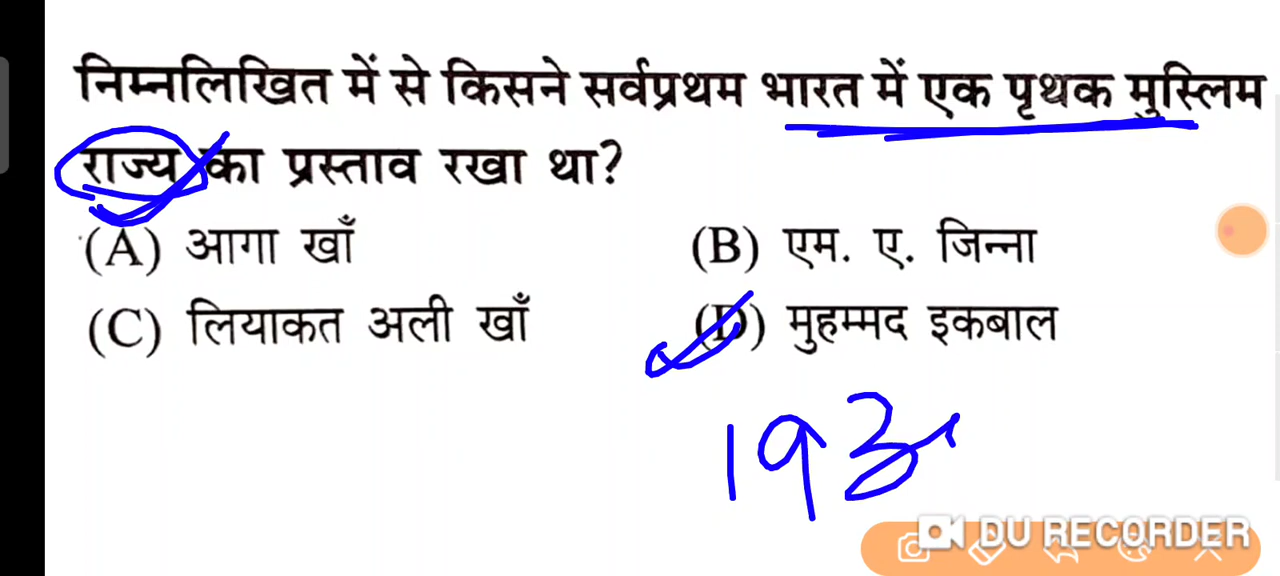 निम्नलिखित में से किसने सर्वप्रथम भारत में एक पृथक मुस्लिम
राज्य का प्रस्ताव रखा था?
(A) आगा खाँ (B) एम. ए. जिन्ना
(C) लियाकत अली खाँ (D) मुहम्मद इकबाल
DU RECORDER